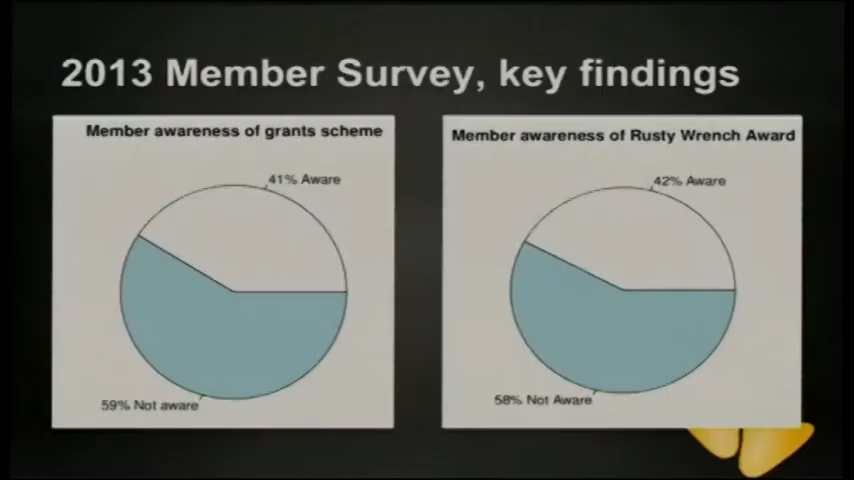 2013 Member Survey, key findings
Member awareness of grants scheme
41% Aware
59% Not aware
Member awareness of Rusty Wrench Award
42% Aware
58% Not Aware